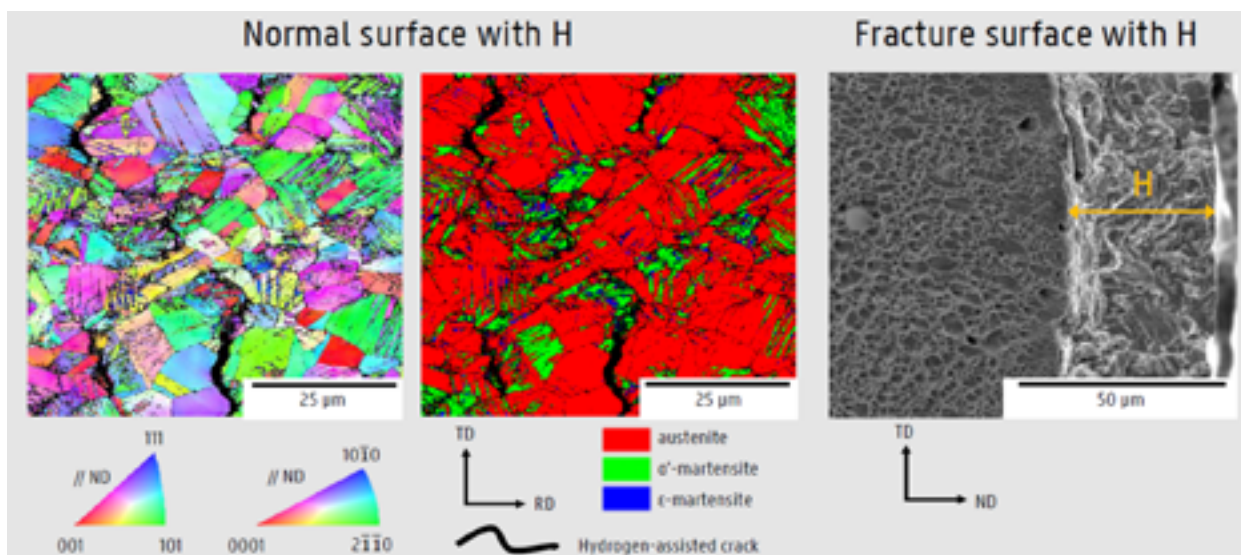 Normal surface with H
Fracture surface with H
H
25 µm
25 µm
50 µm
111
// ND
001
101
101̅0
// ND
0001
21̅1̅0
TD
RD
austenite
α'-martensite
ε-martensite
Hydrogen-assisted crack
TD
ND